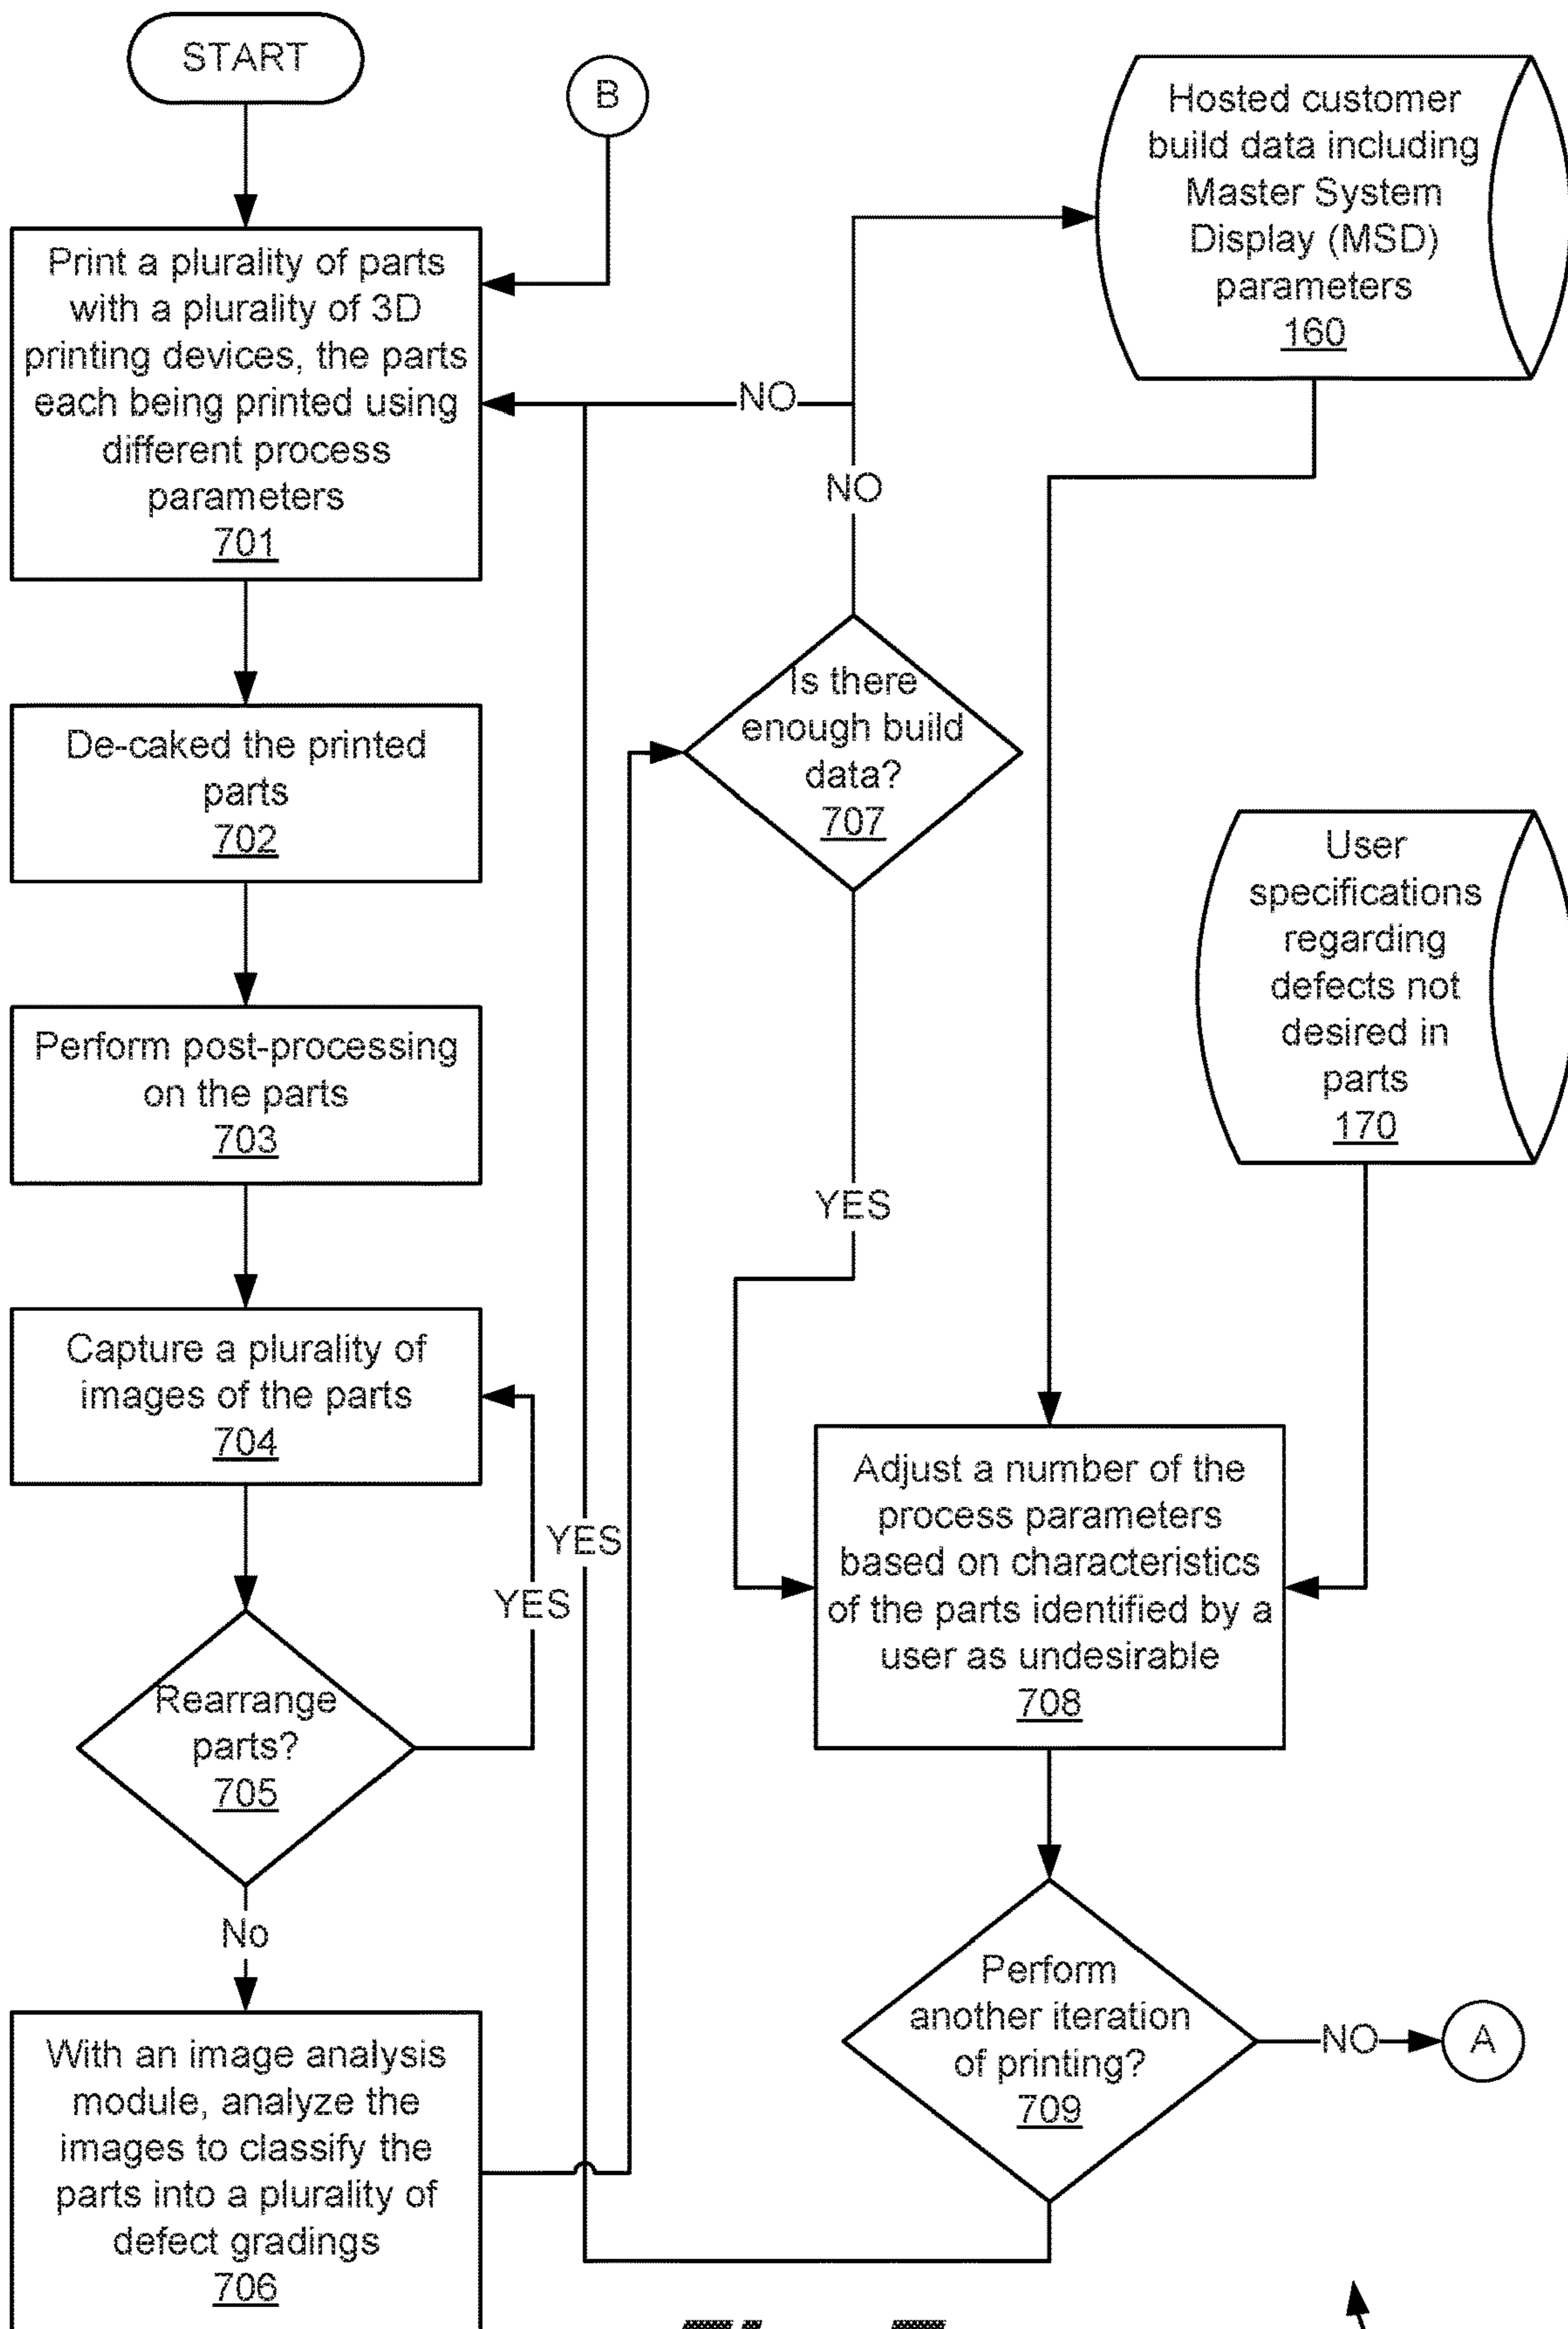 START
B
Hosted customer
build data including
Master System
Display (MSD)
parameters
160
Print a plurality of parts
with a plurality of 3D
printing devices, the parts
each being printed using
different process
parameters
701
NO
NO
De-caked the printed
parts
702
Is there
enough build
data?
707
User
specifications
regarding
defects not
desired in
parts
170
Perform post-processing
on the parts
703
YES
Capture a plurality of
images of the parts
704
YES
YES
Adjust a number of the
process parameters
based on characteristics
of the parts identified by a
user as undesirable
708
Rearrange
parts?
705
No
Perform
another iteration
of printing?
709
NO
A
With an image analysis
module, analyze the
images to classify the
parts into a plurality of
defect gradings
706